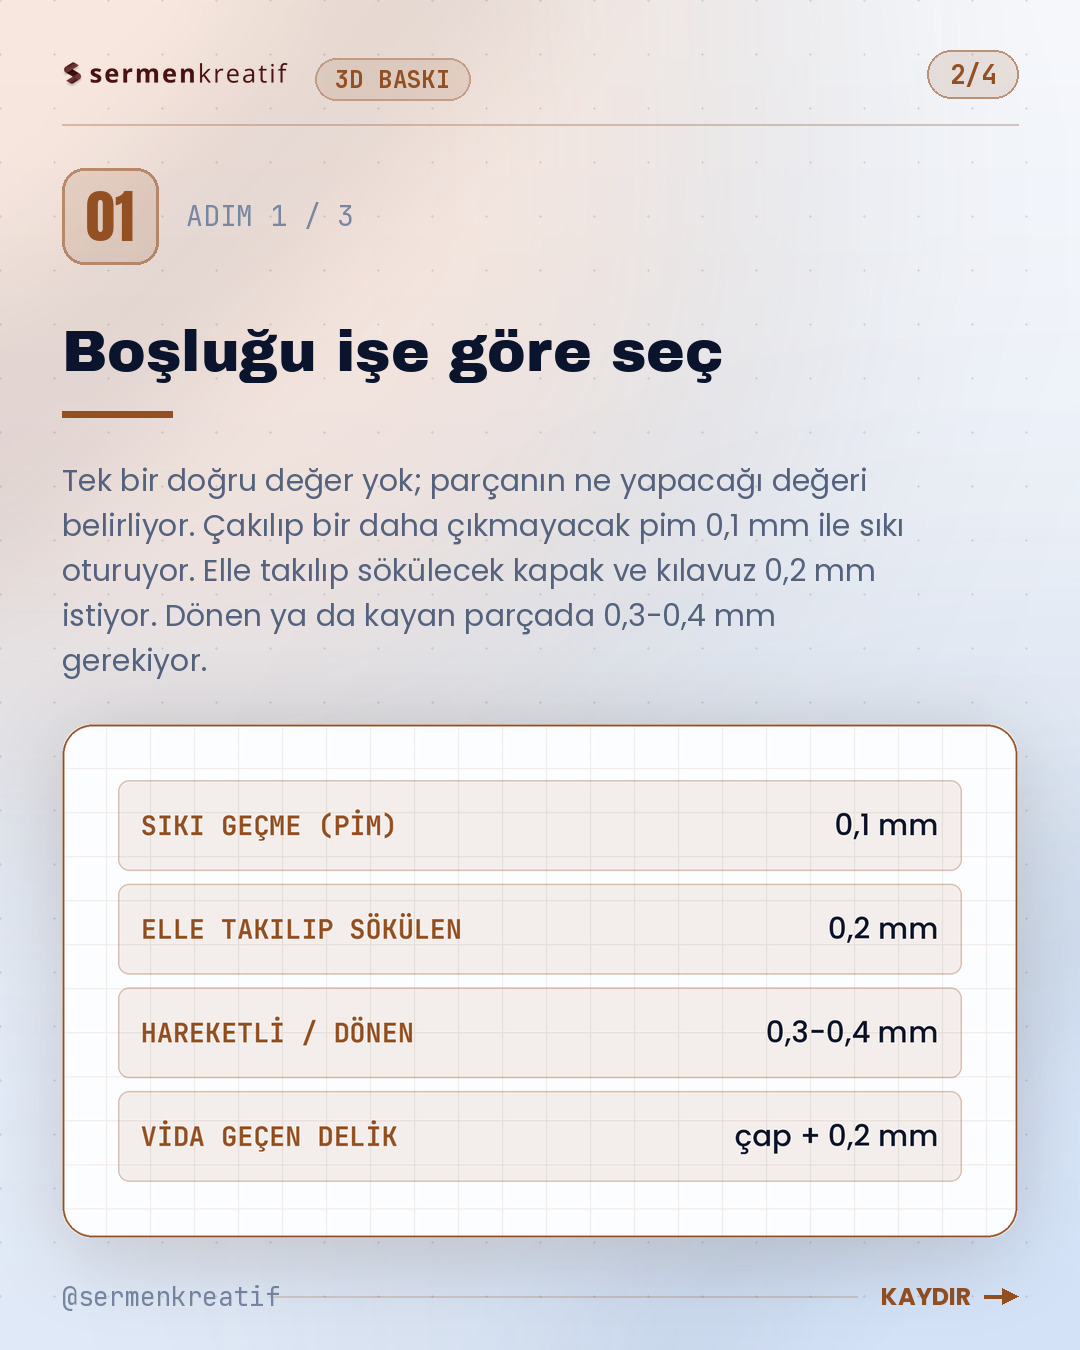 sermenkreatif
3D BASKI
2/4
01
ADIM 1 / 3
Boşluğu işe göre seç
Tek bir doğru değer yok; parçanın ne yapacağı değeri
belirliyor. Çakılıp bir daha çıkmayacak pim 0,1 mm ile sıkı
oturuyor. Elle takılıp sökülecek kapak ve kılavuz 0,2 mm
istiyor. Dönen ya da kayan parçada 0,3-0,4 mm
gerekiyor.
SIKI GEÇME (PİM) 0,1 mm
ELLE TAKILIP SÖKÜLEN 0,2 mm
HAREKETLİ / DÖNEN 0,3-0,4 mm
VİDA GEÇEN DELİK çap + 0,2 mm
@sermenkreatif
KAYDIR